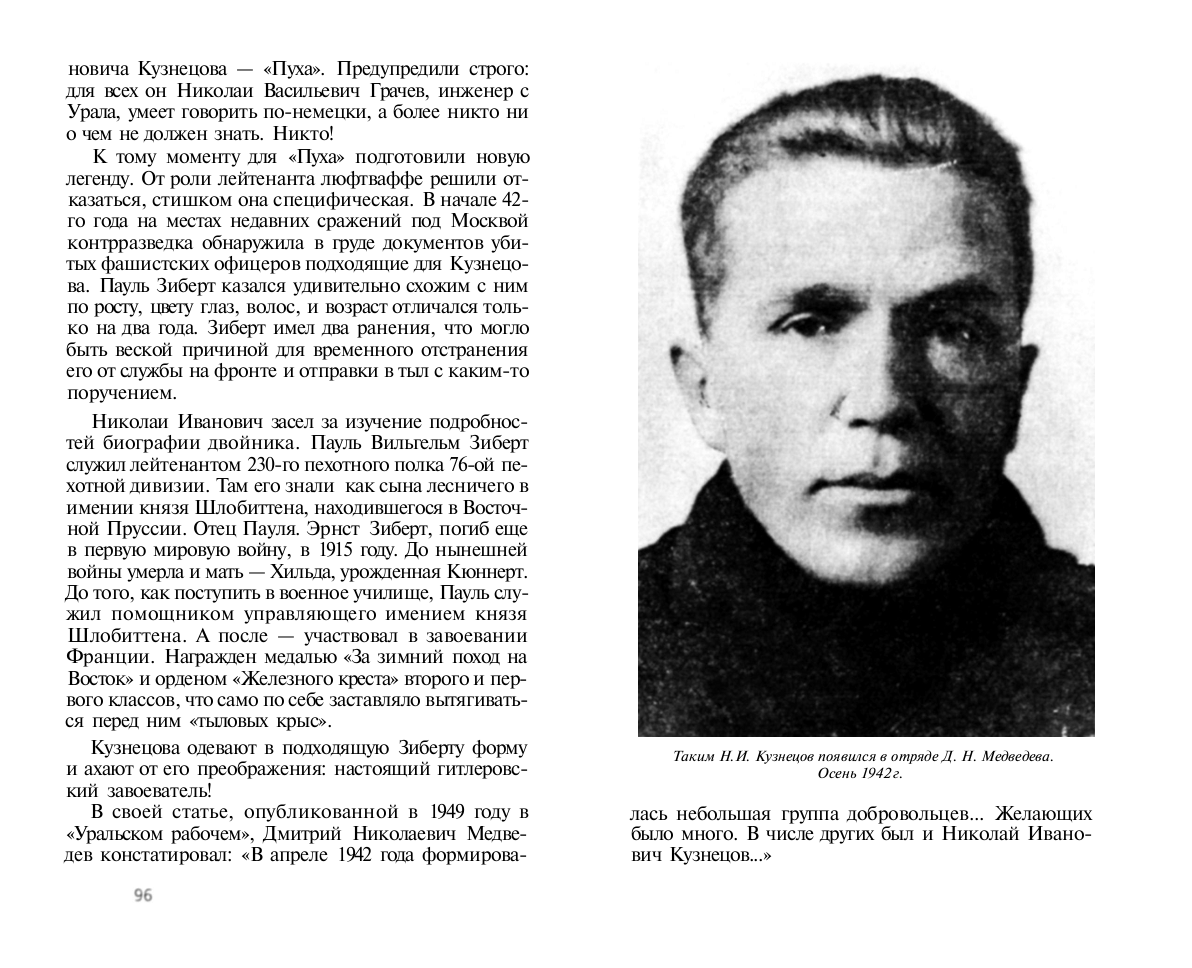 новича Кузнецова — «Пуха». Предупредили строго:
для всех он Николаи Васильевич Грачев, инженер с
Урала, умеет говорить по-немецки, а более никто ни
о чем не должен знать. Никто!
К тому моменту для «Пуха» подготовили новую
легенду. От роли лейтенанта люфтваффе решили от-
казаться, стишком она специфическая. В начале 42-
го года на местах недавних сражений под Москвой
контрразведка обнаружила в груде документов уби-
тых фашистских офицеров подходящие для Кузнецо-
ва. Пауль Зиберт казался удивительно схожим с ним
по росту, цвету глаз, волос, и возраст отличался толь-
ко на два года. Зиберт имел два ранения, что могло
быть веской причиной для временного отстранения
его от службы на фронте и отправки в тыл с каким-то
поручением.
Николаи Иванович засел за изучение подробнос-
тей биографии двойника. Пауль Вильгельм Зиберт
служил лейтенантом 230-го пехотного полка 76-ой пе-
хотной дивизии. Там его знали как сына лесничего в
имении князя Шлобиттена, находившегося в Восточ-
ной Пруссии. Отец Пауля. Эрнст Зиберт, погиб еще
в первую мировую войну, в 1915 году. До нынешней
войны умерла и мать — Хильда, урожденная Кюннерт.
До того, как поступить в военное училище, Пауль слу-
жил помощником управляющего имением князя
Шлобиттена. А после — участвовал в завоевании
Франции. Награжден медалью «За зимний поход на
Восток» и орденом «Железного креста» второго и пер-
вого классов, что само по себе заставляло вытягивать-
ся перед ним «тыловых крыс».
Кузнецова одевают в подходящую Зиберту форму
и ахают от его преображения: настоящий гитлеровс-
кий завоеватель!
В своей статье, опубликованной в 1949 году в
«Уральском рабочем», Дмитрий Николаевич Медве-
дев констатировал: «В апреле 1942 года формирова-
96
Таким Н.И. Кузнецов появился в отряде Д. Н. Медведева.
Осень 1942г.
лась небольшая группа добровольцев... Желающих
было много. В числе других был и Николай Ивано-
вич Кузнецов...»